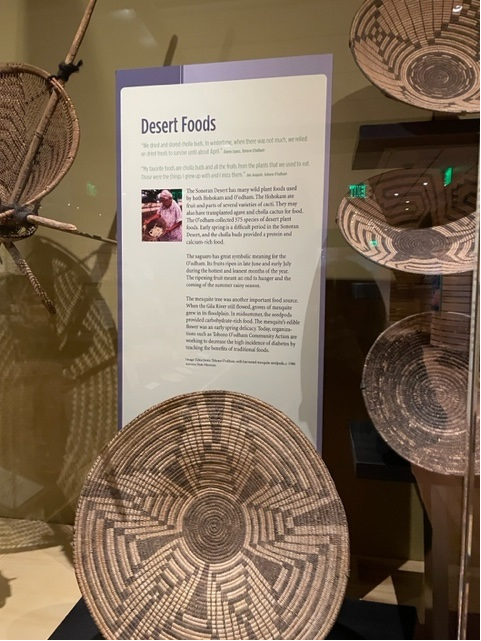 Desert Foods
"We dried and stored cholla buds. In wintertime, when there was not much, we relied
on dried foods to survive until about April."
"My favorite foods are cholla buds and all the fruits from the plants that we used to eat.
Those were the things I grew up with and I miss them."
The Sonoran Desert has many wild plant foods used
by both Hohokam and O'odham. The Hohokam ate
fruit and parts of several varieties of cacti. They may
also have transplanted agave and cholla cactus for food.
The O'odham collected 375 species of desert plant
foods. Early spring is a difficult period in the Sonoran
Desert, and the cholla buds provided a protein and
calcium-rich food.
The saguaro has great symbolic meaning for the
O'odham. Its fruits ripen in late June and early July
during the hottest and leanest months of the year.
The ripening fruit meant an end to hunger and the
coming of the summer rainy season.
The mesquite tree was another important food source.
When the Gila River still flowed, groves of mesquite
grew in its floodplain. In midsummer, the seedpods
provided carbohydrate-rich food. The mesquite's edible
flower was an early spring delicacy. Today, organiza-
tions such as Tohono O'odham Community Action are
working to decrease the high incidence of diabetes by
teaching the benefits of traditional foods.